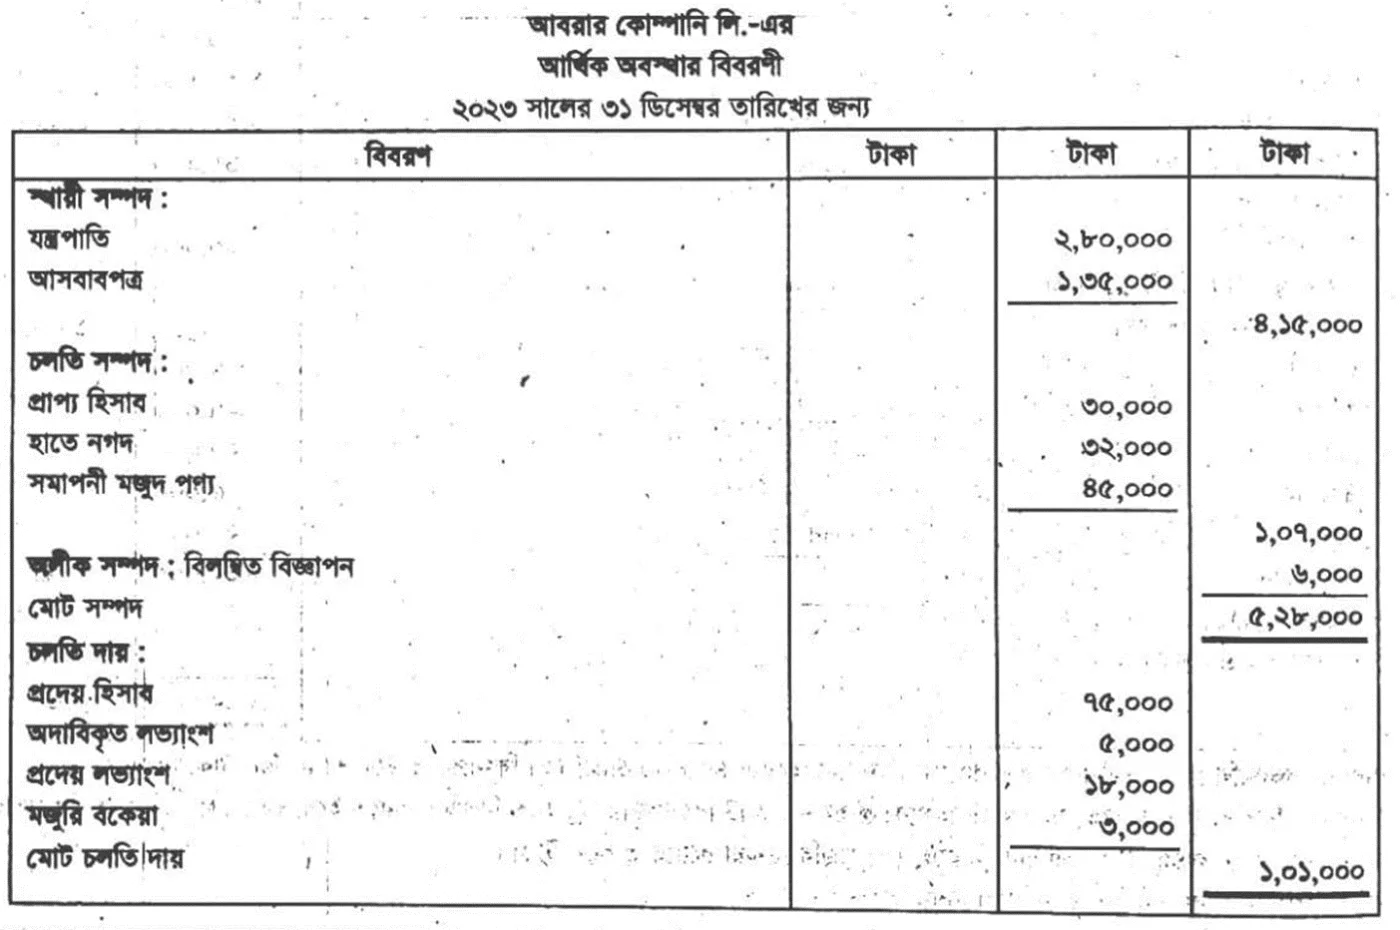 আবরার কোম্পানি লি.-এর
আর্থিক অবস্থার বিবরণী
২০২৩ সালের ৩১ ডিসেম্বর তারিখের জন্য
বিবরণ টাকা টাকা টাকা
স্থায়ী সম্পদ :
যন্ত্রপাতি ২,৮০,০০০
আসবাবপত্র ১,৩৫,০০০
৪,১৫,০০০
চলতি সম্পদ :
প্রাপ্য হিসাব ৩০,০০০
হাতে নগদ ৩২,০০০
সমাপনী মজুদ পণ্য ৪৫,০০০
১,০৭,০০০
অলীক সম্পদ : বিলম্বিত বিজ্ঞাপন ৬,০০০
মোট সম্পদ ৫,২৮,০০০
চলতি দায় :
প্রদেয় হিসাব ৭৫,০০০
অদাবিকৃত লভ্যাংশ ৫,০০০
প্রদেয় লভ্যাংশ ১৮,০০০
মজুরি বকেয়া ৩,০০০
মোট চলতি দায় ১,০১,০০০